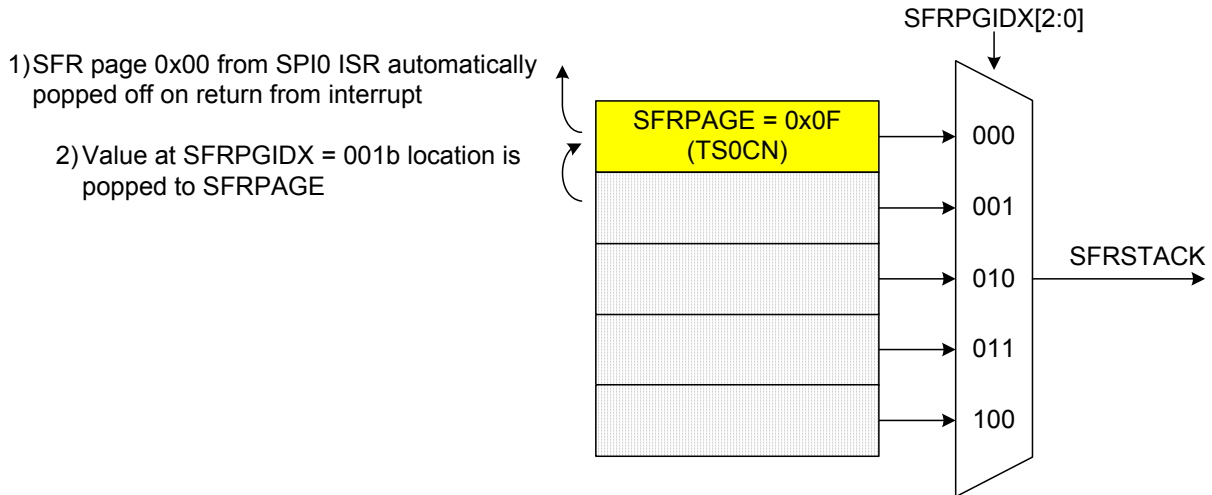 SFRPGIDX[2:0]
1)SFR page 0x00 from SPI0 ISR automatically
popped off on return from interrupt
2)Value at SFRPGIDX = 001b location is
popped to SFRPAGE
SFRPAGE = 0x0F
(TS0CN)
000
001
010
011
100
SFRSTACK